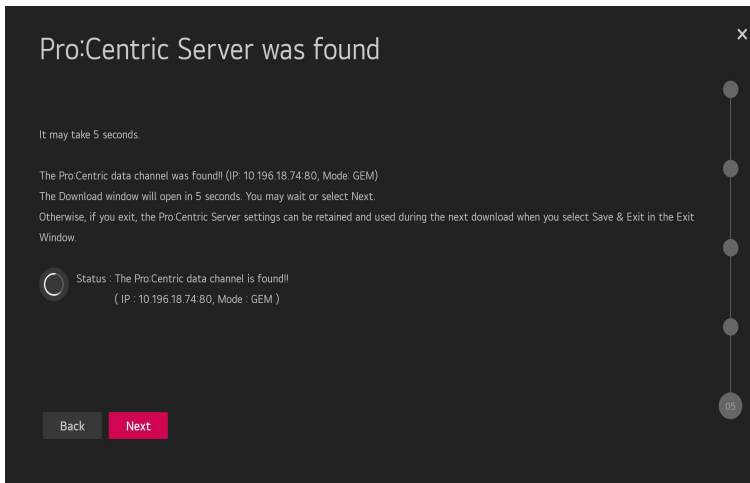 Pro:Centric Server was found
×
It may take 5 seconds.
The Pro:Centric data channel was found!! (IP: 10.196.18.74:80, Mode: GEM)
The Download window will open in 5 seconds. You may wait or select Next.
Otherwise, if you exit, the Pro:Centric Server settings can be retained and used during the next download when you select Save & Exit in the Exit
Window.
Status : The Pro:Centric data channel is found!!
( IP : 10.196.18.74:80, Mode : GEM )
05
Back Next